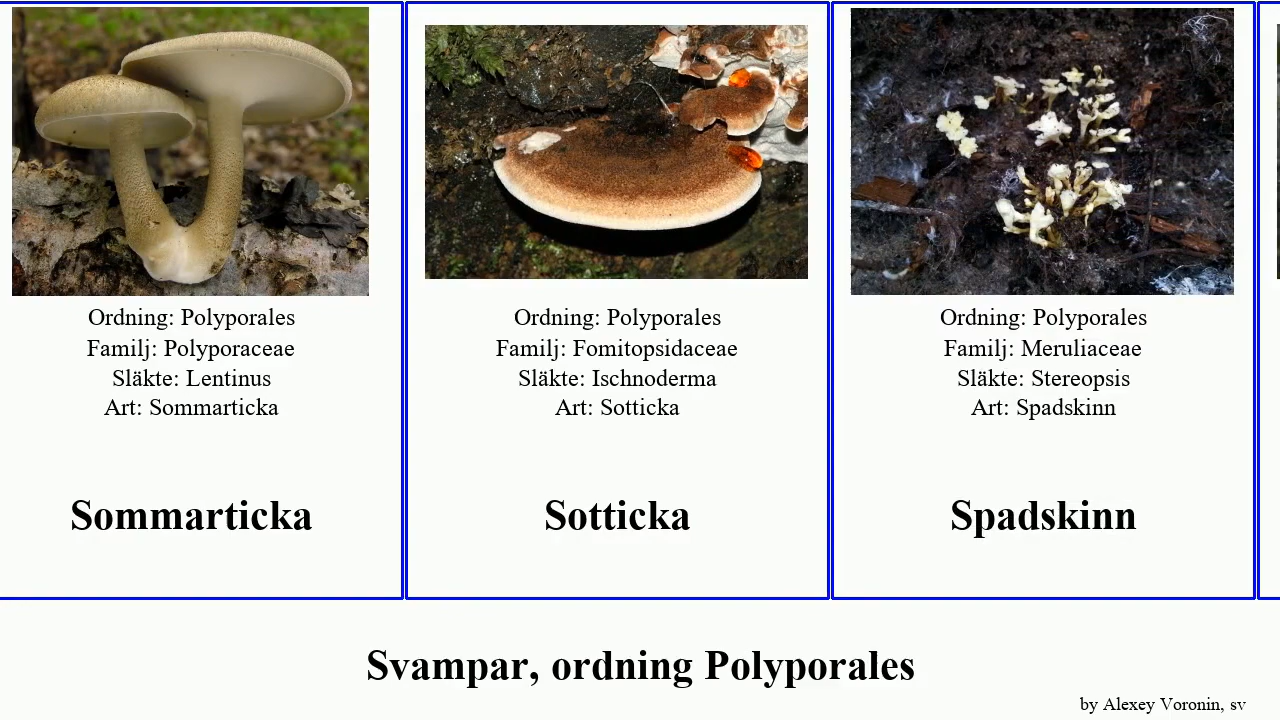 Ordning: Polyporales
Familj: Polyporaceae
Släkte: Lentinus
Art: Sommarticka
Sommarticka
Ordning: Polyporales
Familj: Fomitopsidaceae
Släkte: Ischnoderma
Art: Sotticka
Sotticka
Ordning: Polyporales
Familj: Meruliaceae
Släkte: Stereopsis
Art: Spadskinn
Spadskinn
Svampar, ordning Polyporales
by Alexey Voronin, sv